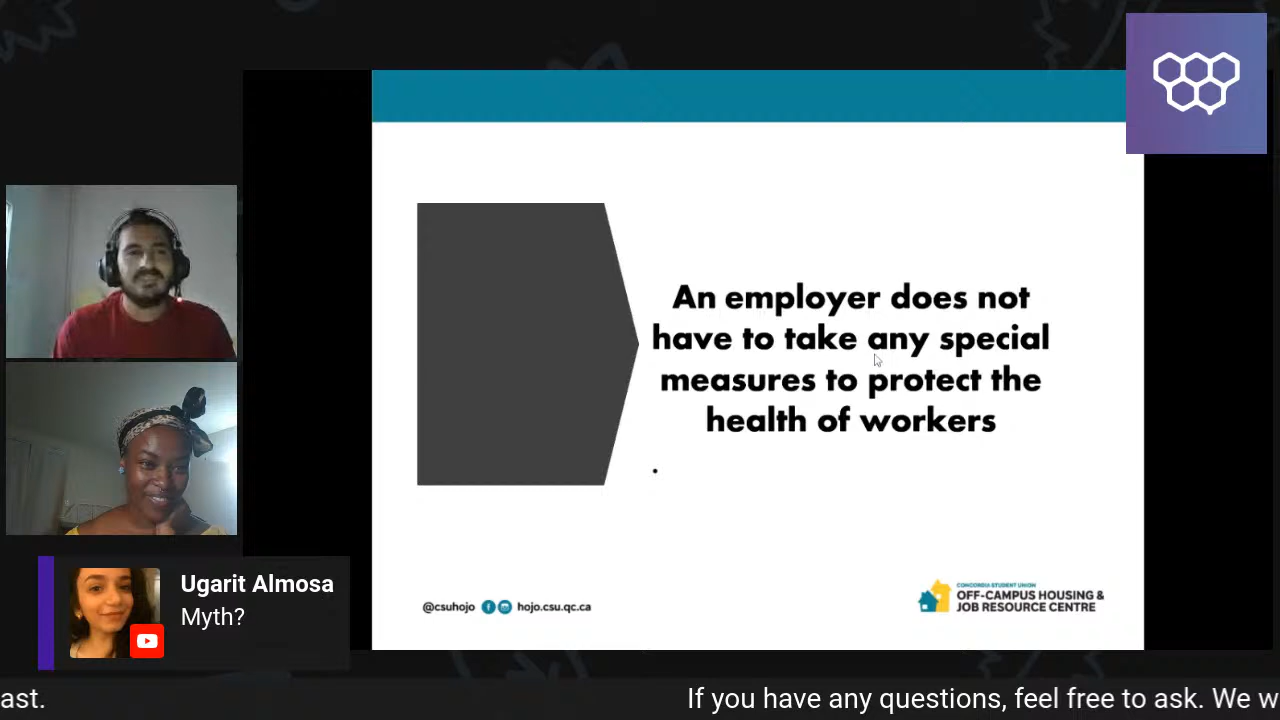 An employer does not
have to take any special
measures to protect the
health of workers
.
@csuhojo hojo.csu.qc.ca
CONCORDIA STUDENT UNION
OFF-CAMPUS HOUSING &
JOB RESOURCE CENTRE
Ugarit Almosa
Myth?
ast. If you have any questions, feel free to ask. We w